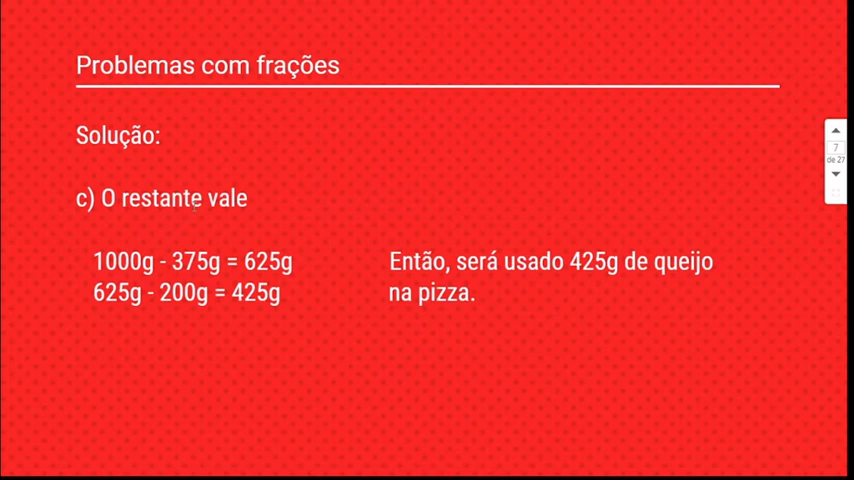 Problemas com frações
Solução:
c) O restante vale
1000g - 375g = 625g
625g - 200g = 425g
Então, será usado 425g de queijo
na pizza.
7
de 27